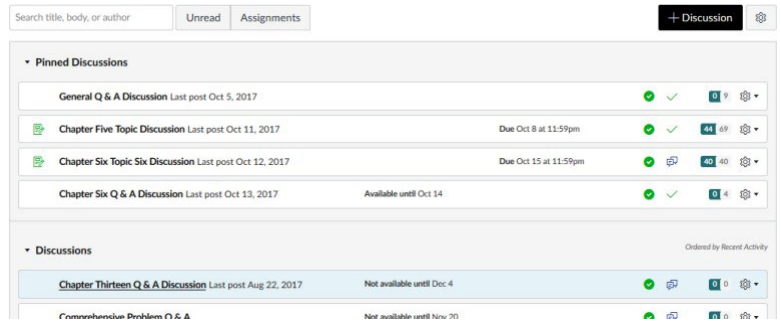 Search title, body, or author Unread Assignments + Discussion
Pinned Discussions
General Q & A Discussion Last post Oct 5, 2017 0 9
Chapter Five Topic Discussion Last post Oct 11, 2017 Due Oct 8 at 11:59pm 44 69
Chapter Six Topic Six Discussion Last post Oct 12, 2017 Due Oct 15 at 11:59pm 40 40
Chapter Six Q & A Discussion Last post Oct 13, 2017 Available until Oct 14 0 4
Discussions Ordered by Recent Activity
Chapter Thirteen Q & A Discussion Last post Aug 22, 2017 Not available until Dec 4 0 0
Comprehensive Problem Q & A Not available until Nov 20 0 0